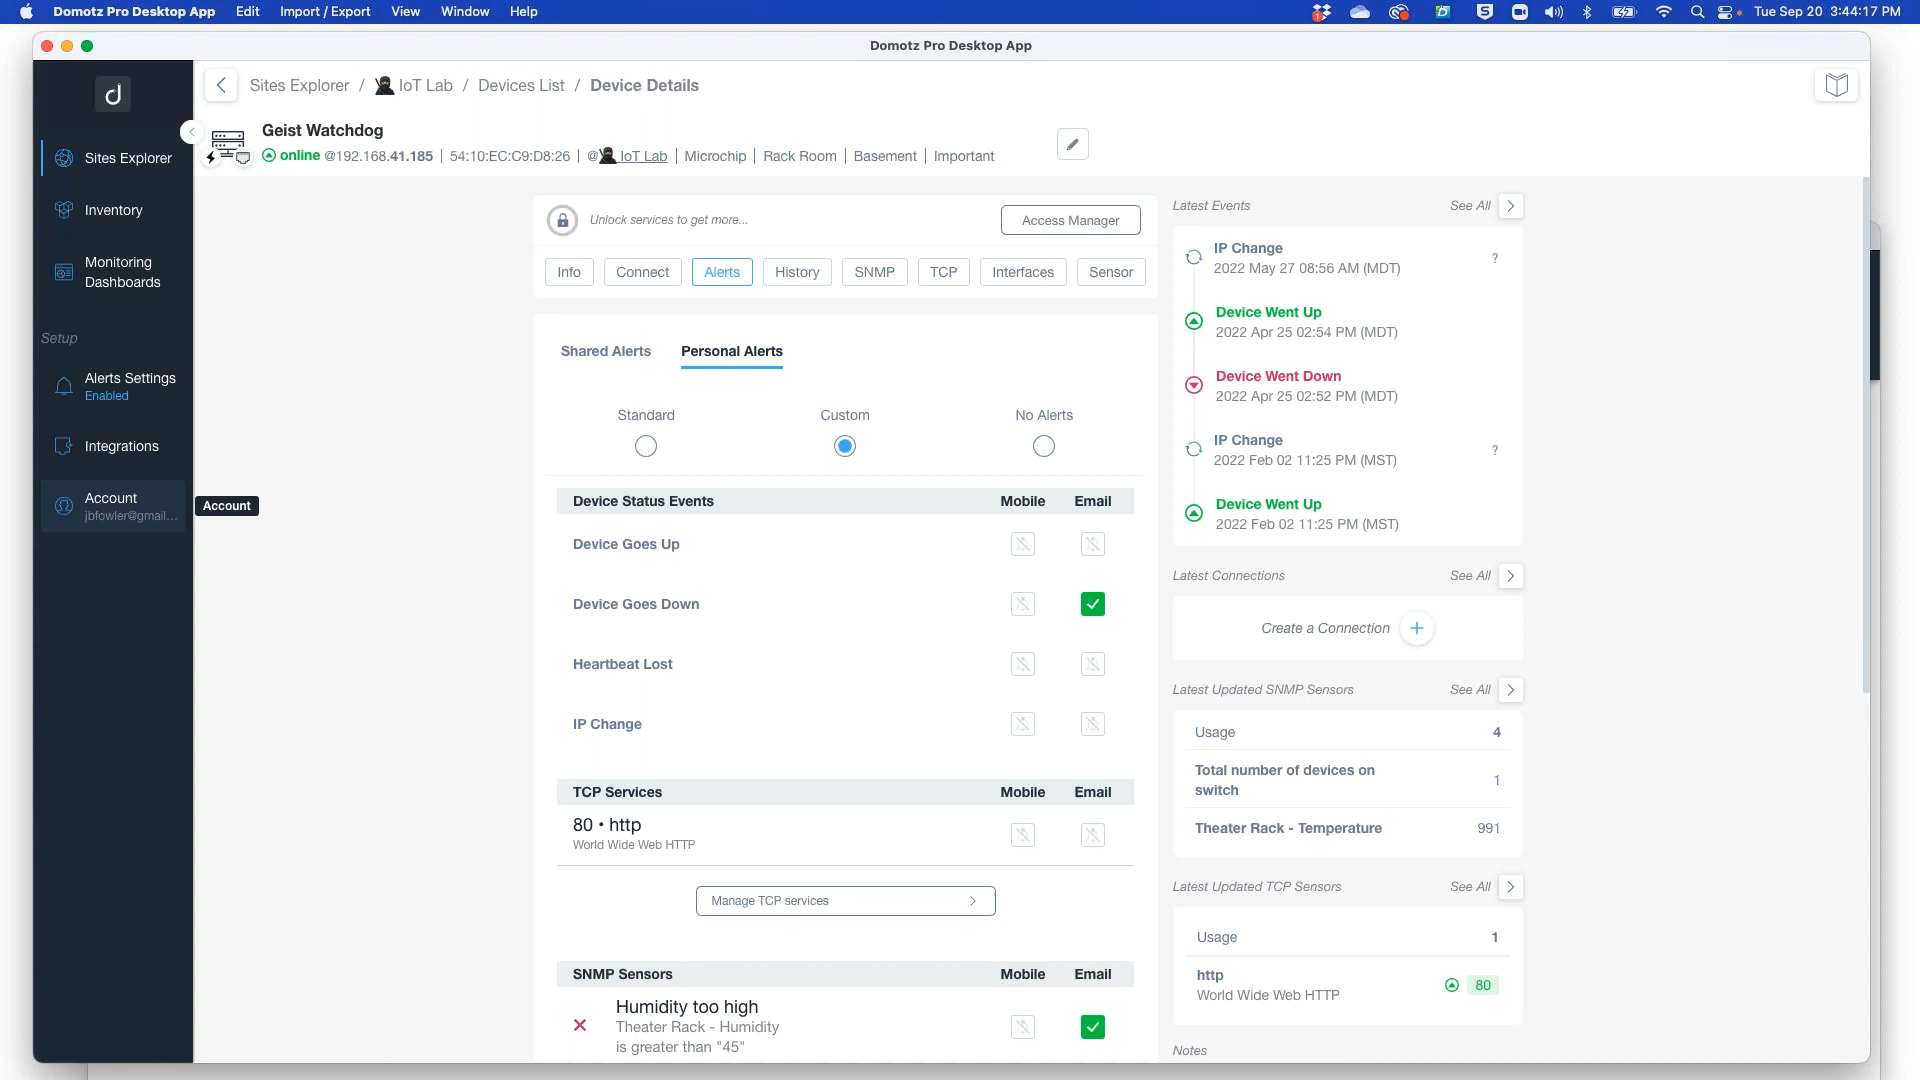 Domotz Pro Desktop App Edit Import / Export View Window Help
Tue Sep 20 3:44:17 PM
Domotz Pro Desktop App
Sites Explorer / IoT Lab / Devices List / Device Details
Geist Watchdog
online @192.168.41.185 | 54:10:EC:C9:D8:26 | @ IoT Lab | Microchip | Rack Room | Basement | Important
Sites Explorer
Inventory
Monitoring
Dashboards
Setup
Alerts Settings
Enabled
Integrations
Account
jbfowler@gmail...
Account
Unlock services to get more...
Access Manager
Info Connect Alerts History SNMP TCP Interfaces Sensor
Shared Alerts Personal Alerts
Standard Custom No Alerts
Device Status Events Mobile Email
Device Goes Up
Device Goes Down
Heartbeat Lost
IP Change
TCP Services Mobile Email
80 • http
World Wide Web HTTP
Manage TCP services
SNMP Sensors Mobile Email
Humidity too high
Theater Rack - Humidity
is greater than "45"
Latest Events See All
IP Change
2022 May 27 08:56 AM (MDT) ?
Device Went Up
2022 Apr 25 02:54 PM (MDT)
Device Went Down
2022 Apr 25 02:52 PM (MDT)
IP Change
2022 Feb 02 11:25 PM (MST) ?
Device Went Up
2022 Feb 02 11:25 PM (MST)
Latest Connections See All
Create a Connection +
Latest Updated SNMP Sensors See All
Usage 4
Total number of devices on
switch 1
Theater Rack - Temperature 991
Latest Updated TCP Sensors See All
Usage 1
http
World Wide Web HTTP 80
Notes